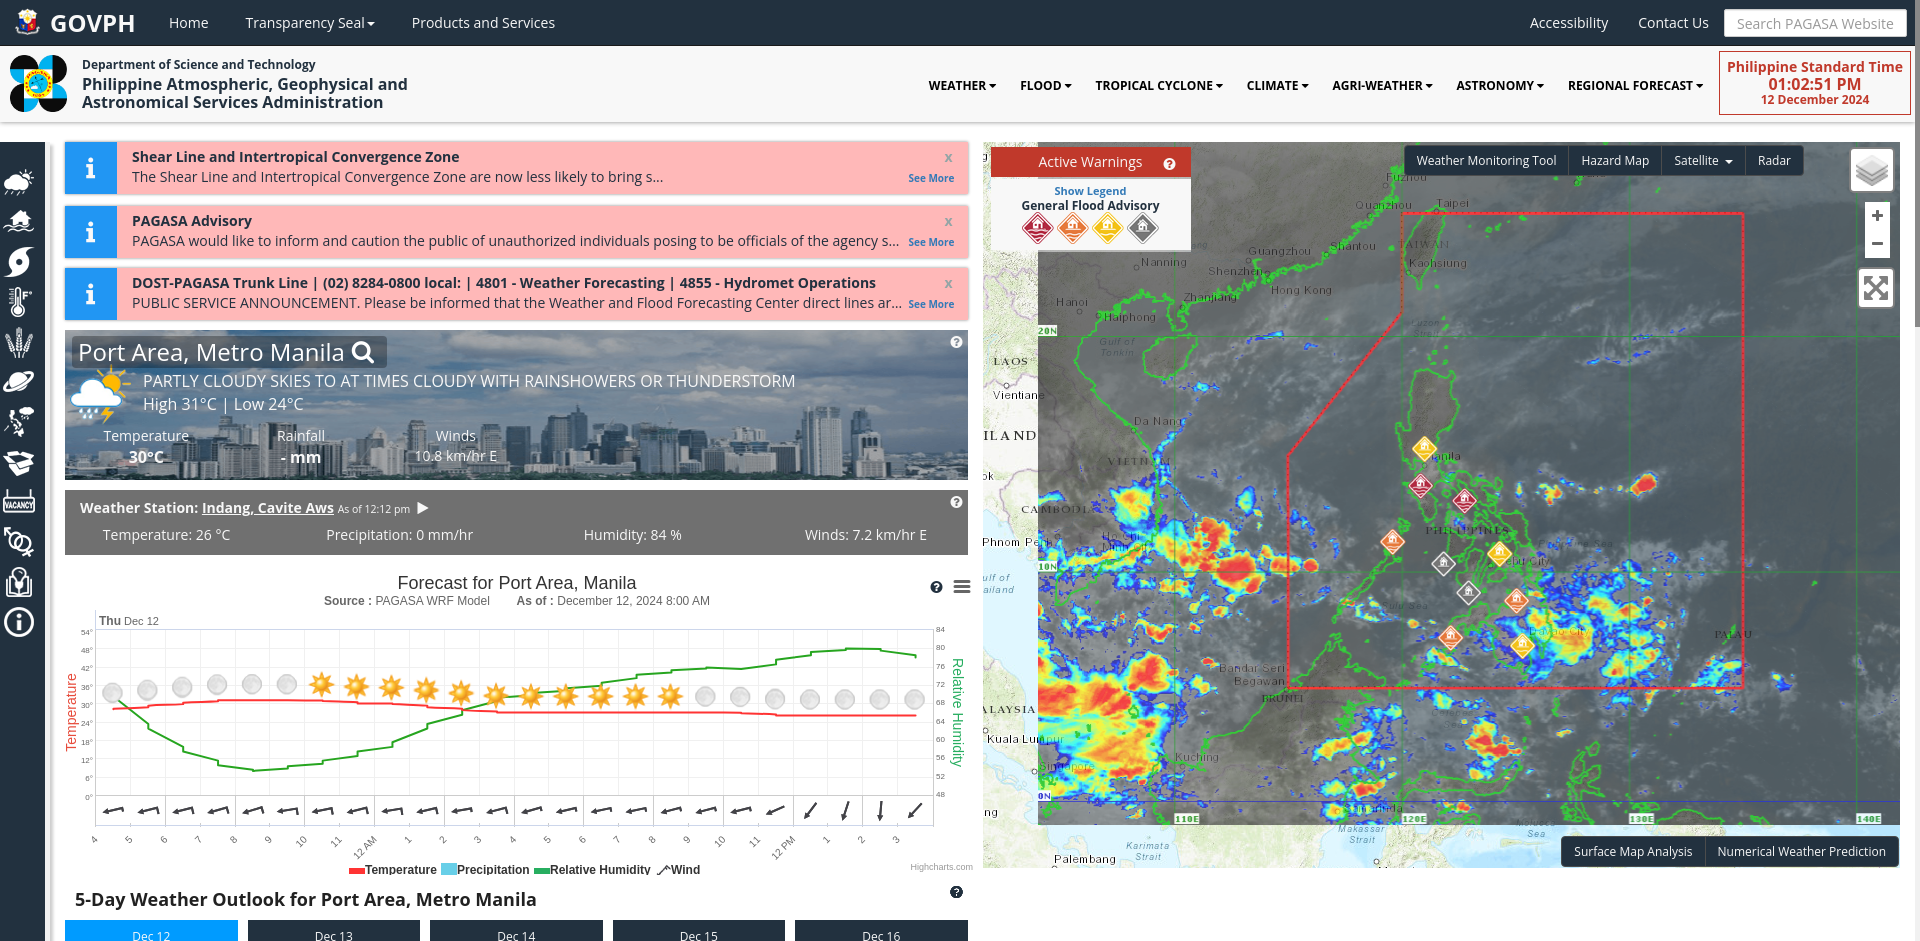 GOVPH
Home
Transparency Seal
Products and Services
Accessibility
Contact Us
Search PAGASA Website
Department of Science and Technology
Philippine Atmospheric, Geophysical and
Astronomical Services Administration
WEATHER
FLOOD
TROPICAL CYCLONE
CLIMATE
AGRI-WEATHER
ASTRONOMY
REGIONAL FORECAST
Philippine Standard Time
01:02:51 PM
12 December 2024
Shear Line and Intertropical Convergence Zone
x
The Shear Line and Intertropical Convergence Zone are now less likely to bring s...
See More
PAGASA Advisory
x
PAGASA would like to inform and caution the public of unauthorized individuals posing to be officials of the agency s...
See More
DOST-PAGASA Trunk Line | (02) 8284-0800 local: | 4801 - Weather Forecasting | 4855 - Hydromet Operations
x
PUBLIC SERVICE ANNOUNCEMENT. Please be informed that the Weather and Flood Forecasting Center direct lines ar...
See More
VACANCY
Port Area, Metro Manila
PARTLY CLOUDY SKIES TO AT TIMES CLOUDY WITH RAINSHOWERS OR THUNDERSTORM
High 31°C | Low 24°C
Temperature
Rainfall
Winds
30°C
- mm
10.8 km/hr E
Weather Station: Indang, Cavite Aws As of 12:12 pm
Temperature: 26 °C
Precipitation: 0 mm/hr
Humidity: 84 %
Winds: 7.2 km/hr E
Forecast for Port Area, Manila
Source : PAGASA WRF Model As of : December 12, 2024 8:00 AM
Thu Dec 12
Temperature
54°
48°
42°
36°
30°
24°
18°
12°
6°
0°
Relative Humidity
84
80
76
72
68
64
60
56
52
48
4 5 6 7 8 9 10 11 12 AM 1 2 3 4 5 6 7 8 9 10 11 12 PM 1 2 3
Temperature Precipitation Relative Humidity Wind
Highcharts.com
5-Day Weather Outlook for Port Area, Metro Manila
Dec 12
Dec 13
Dec 14
Dec 15
Dec 16
Active Warnings
Show Legend
General Flood Advisory
Weather Monitoring Tool
Hazard Map
Satellite
Radar
+
−
Fuzhou
Quanzhou
Taipei
TAIWAN
Kaohsiung
Guangzhou
Shantou
Nanning
Shenzhen
Hong Kong
Hanoi
Zhanjiang
Haiphong
20N
Gulf of
Tonkin
LAOS
Vientiane
Da Nang
ILAND
VIETNAM
CAMBODIA
Phnom Pe
PHILIPPINES
10N
ulf of
ailand
Davao City
PALAU
Bandar Seri
Begawan
BRUNEI
ALAYSIA
Kuala Lumpur
Kuching
Singapore
0N
110E
120E
130E
140E
ng
Makassar
Strait
Sea
Karimata
Strait
Palembang
Surface Map Analysis
Numerical Weather Prediction